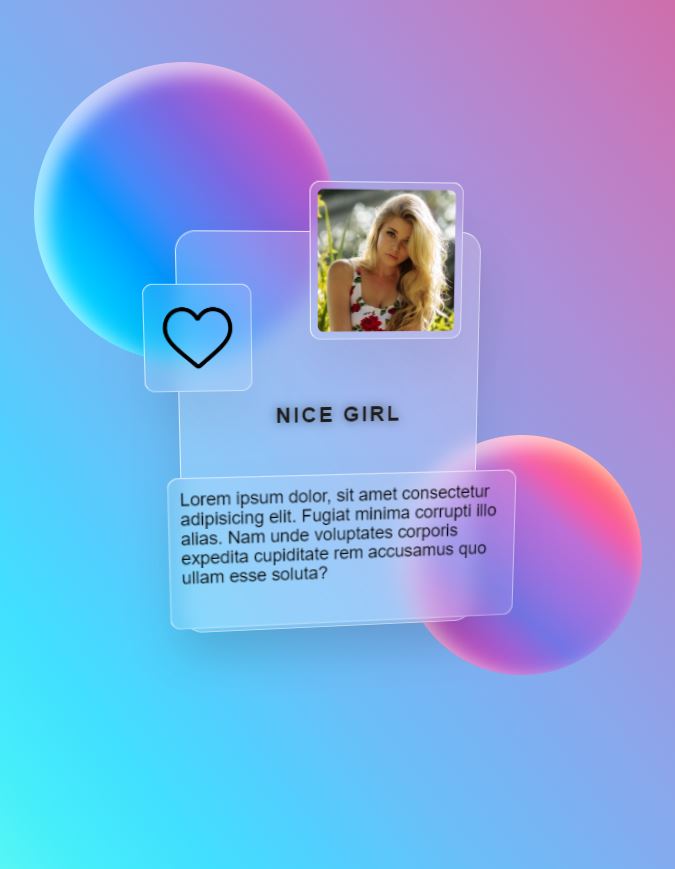 NICE GIRL
Lorem ipsum dolor, sit amet consectetur
adipisicing elit. Fugiat minima corrupti illo
alias. Nam unde voluptates corporis
expedita cupiditate rem accusamus quo
ullam esse soluta?